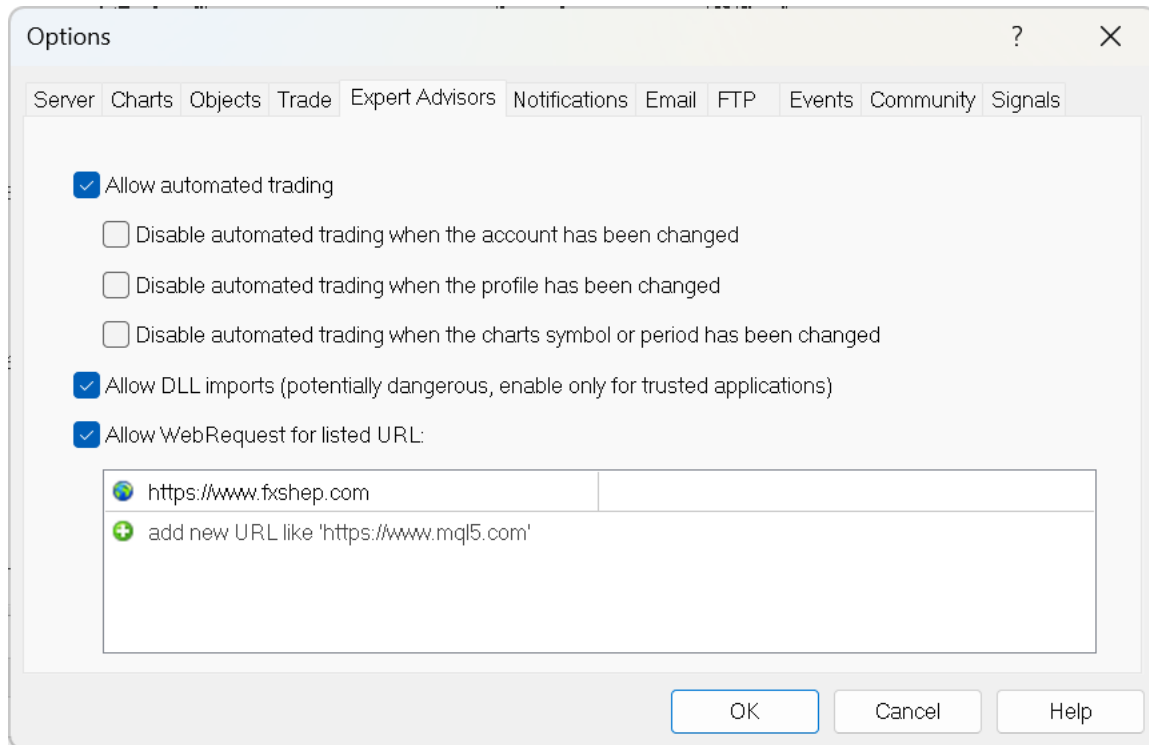 Options
?
Server Charts Objects Trade Expert Advisors Notifications Email FTP Events Community Signals
Allow automated trading
Disable automated trading when the account has been changed
Disable automated trading when the profile has been changed
Disable automated trading when the charts symbol or period has been changed
Allow DLL imports (potentially dangerous, enable only for trusted applications)
Allow WebRequest for listed URL:
https://www.fxshep.com
add new URL like 'https://www.mql5.com'
OK Cancel Help